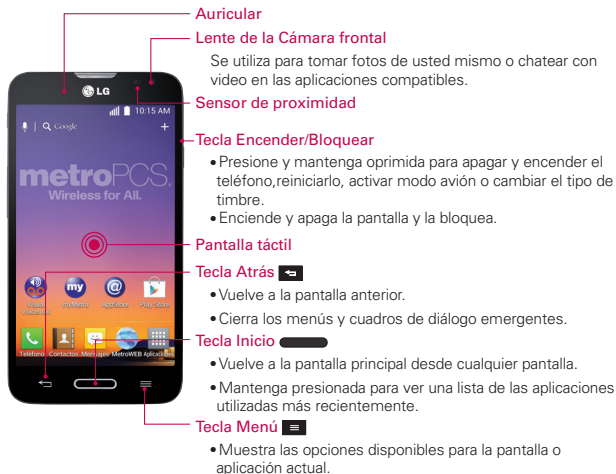 Auricular
Lente de la Cámara frontal
Se utiliza para tomar fotos de usted mismo o chatear con
video en las aplicaciones compatibles.
Sensor de proximidad
Tecla Encender/Bloquear
• Presione y mantenga oprimida para apagar y encender el
teléfono,reiniciarlo, activar modo avión o cambiar el tipo de
timbre.
• Enciende y apaga la pantalla y la bloquea.
Pantalla táctil
Tecla Atrás
• Vuelve a la pantalla anterior.
• Cierra los menús y cuadros de diálogo emergentes.
Tecla Inicio
• Vuelve a la pantalla principal desde cualquier pantalla.
• Mantenga presionada para ver una lista de las aplicaciones
utilizadas más recientemente.
Tecla Menú
• Muestra las opciones disponibles para la pantalla o
aplicación actual.
LG
10:15 AM
Google
metroPCS.
Wireless for All.
my
@
Visual Voicemail
myMetro
AppStore
Play Store
Teléfono
Contactos
Mensajes
MetroWEB
Aplicaciones